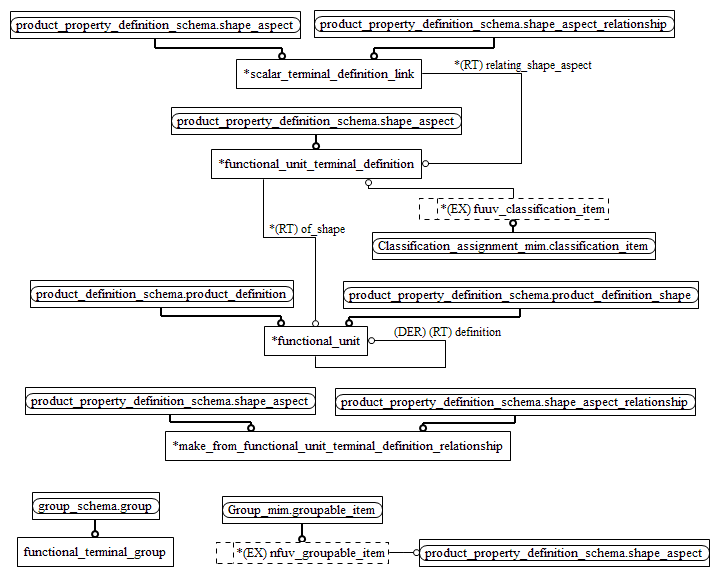 product_property_definition_schema.shape_aspect
product_property_definition_schema.shape_aspect_relationship
*scalar_terminal_definition_link
*(RT) relating_shape_aspect
product_property_definition_schema.shape_aspect
*functional_unit_terminal_definition
*(EX) fuuv_classification_item
*(RT) of_shape
Classification_assignment_mim.classification_item
product_definition_schema.product_definition
product_property_definition_schema.product_definition_shape
*functional_unit
(DER) (RT) definition
product_property_definition_schema.shape_aspect
product_property_definition_schema.shape_aspect_relationship
*make_from_functional_unit_terminal_definition_relationship
group_schema.group
Group_mim.groupable_item
functional_terminal_group
*(EX) nfuv_groupable_item
product_property_definition_schema.shape_aspect